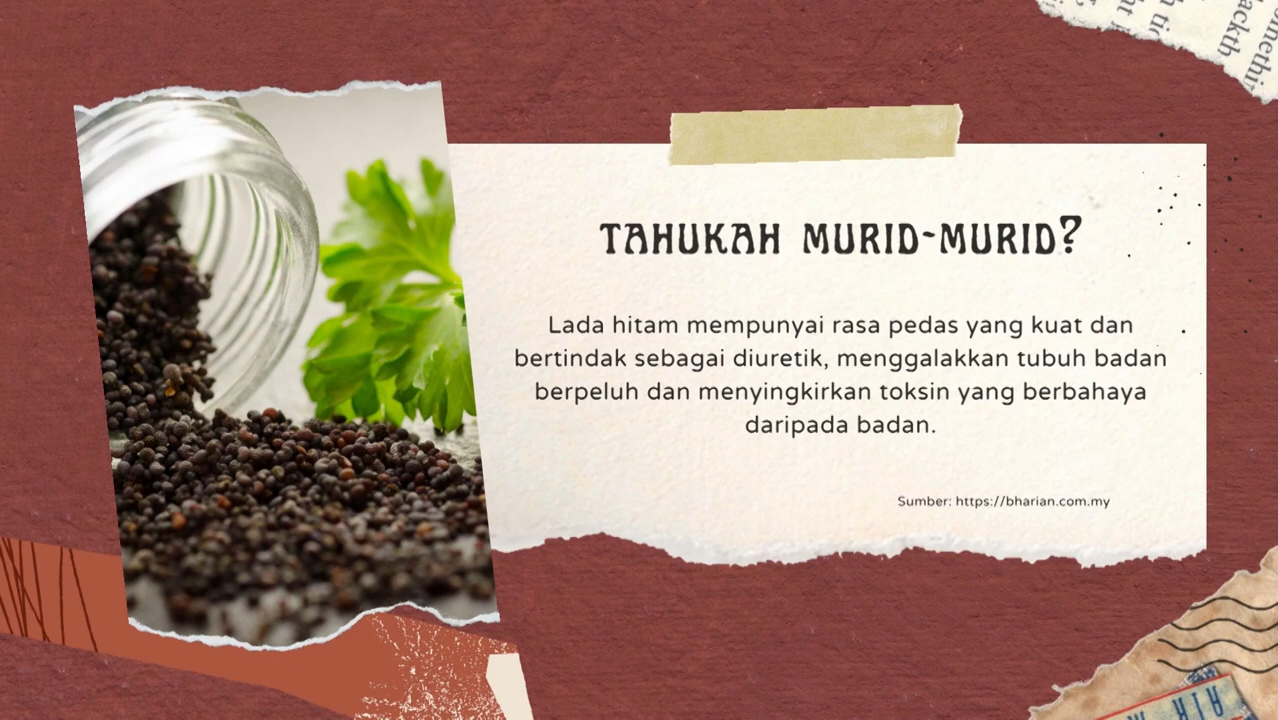 TAHUKAH MURID-MURID?
Lada hitam mempunyai rasa pedas yang kuat dan
bertindak sebagai diuretik, menggalakkan tubuh badan
berpeluh dan menyingkirkan toksin yang berbahaya
daripada badan.
Sumber: https://bharian.com.my